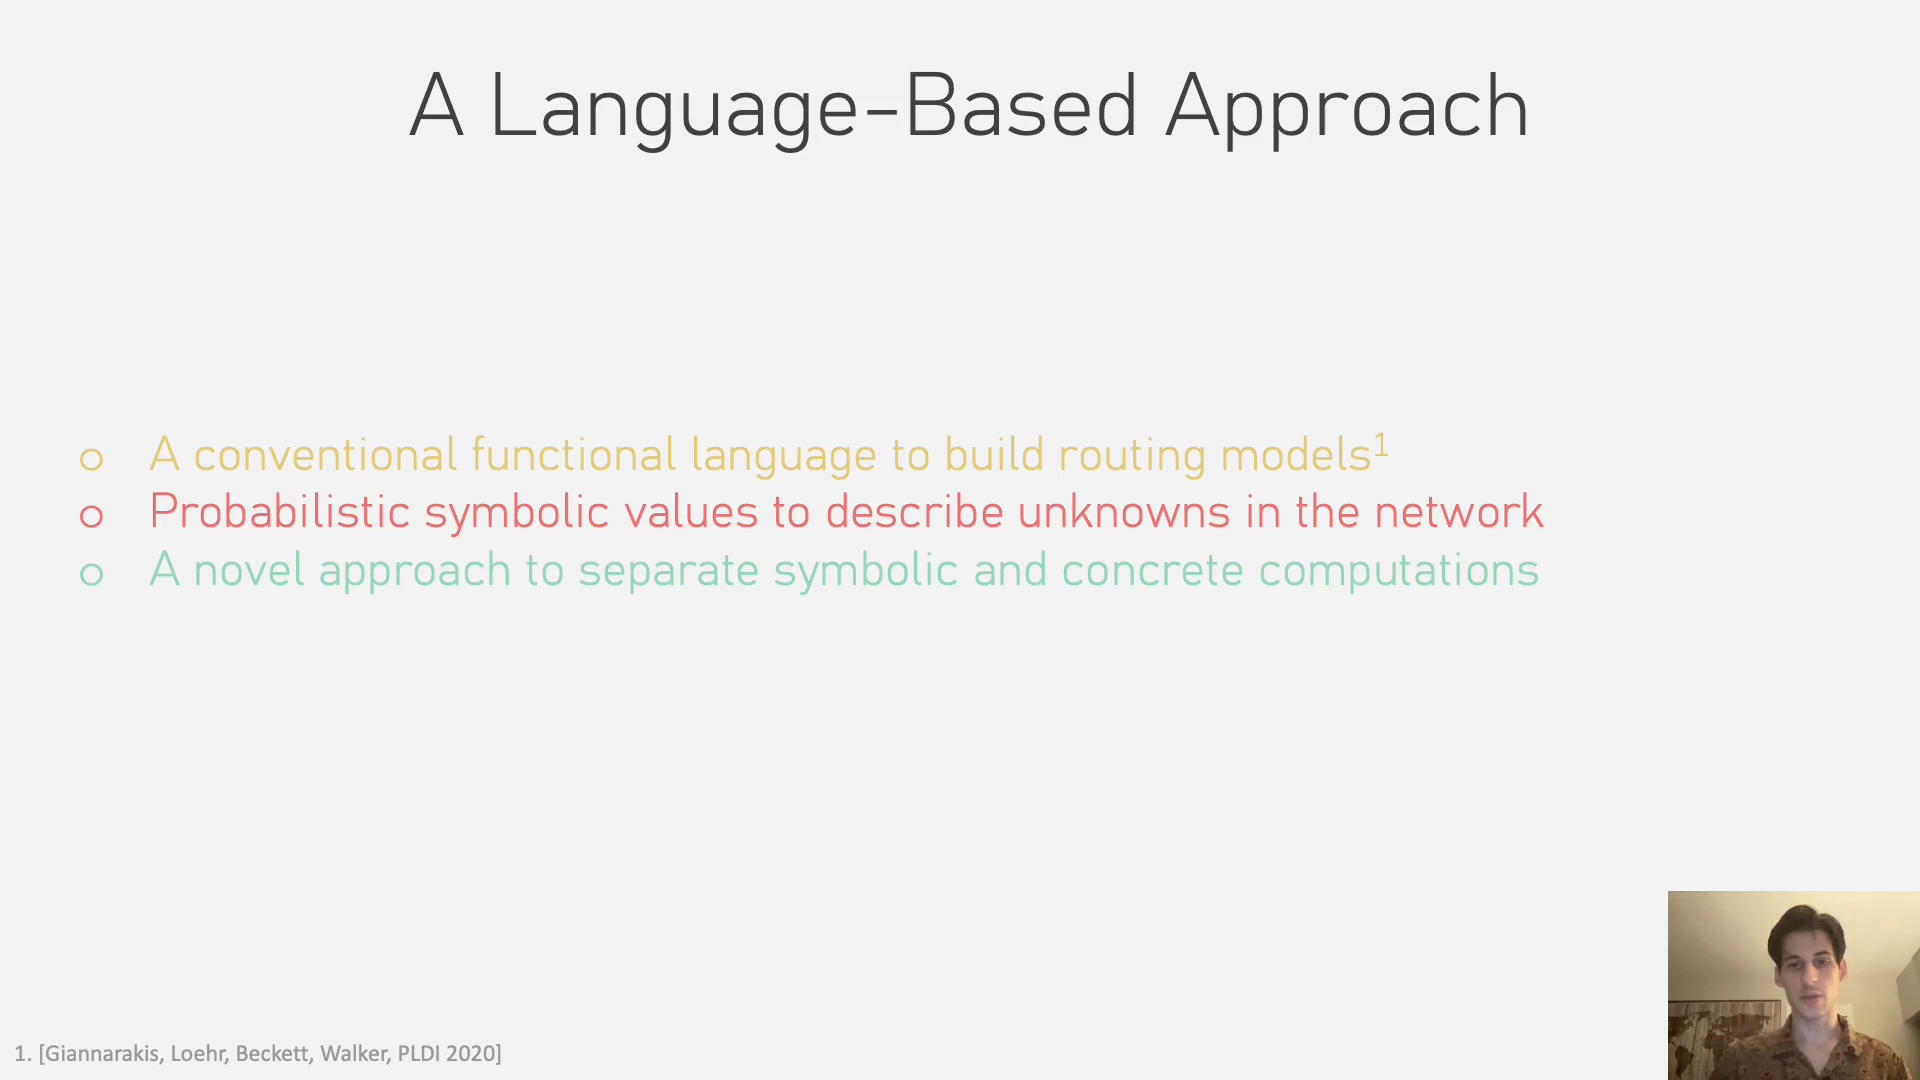 A Language-Based Approach
○ A conventional functional language to build routing models¹
○ Probabilistic symbolic values to describe unknowns in the network
○ A novel approach to separate symbolic and concrete computations
1. [Giannarakis, Loehr, Beckett, Walker, PLDI 2020]